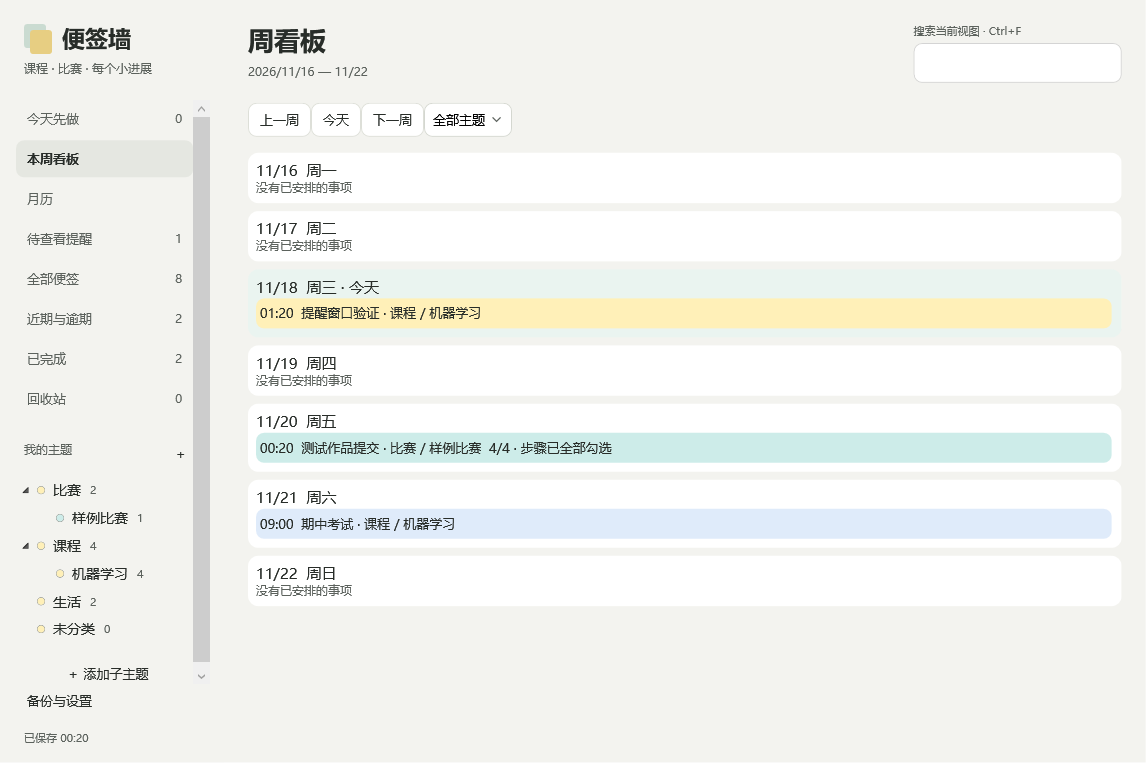 便签墙
课程 · 比赛 · 每个小进展
今天先做 0
本周看板
月历
待查看提醒 1
全部便签 8
近期与逾期 2
已完成 2
回收站 0
我的主题 +
比赛 2
样例比赛 1
课程 4
机器学习 4
生活 2
未分类 0
+ 添加子主题
备份与设置
已保存 00:20
周看板
2026/11/16 — 11/22
搜索当前视图 · Ctrl+F
上一周 今天 下一周 全部主题
11/16 周一
没有已安排的事项
11/17 周二
没有已安排的事项
11/18 周三 · 今天
01:20 提醒窗口验证 · 课程 / 机器学习
11/19 周四
没有已安排的事项
11/20 周五
00:20 测试作品提交 · 比赛 / 样例比赛 4/4 · 步骤已全部勾选
11/21 周六
09:00 期中考试 · 课程 / 机器学习
11/22 周日
没有已安排的事项